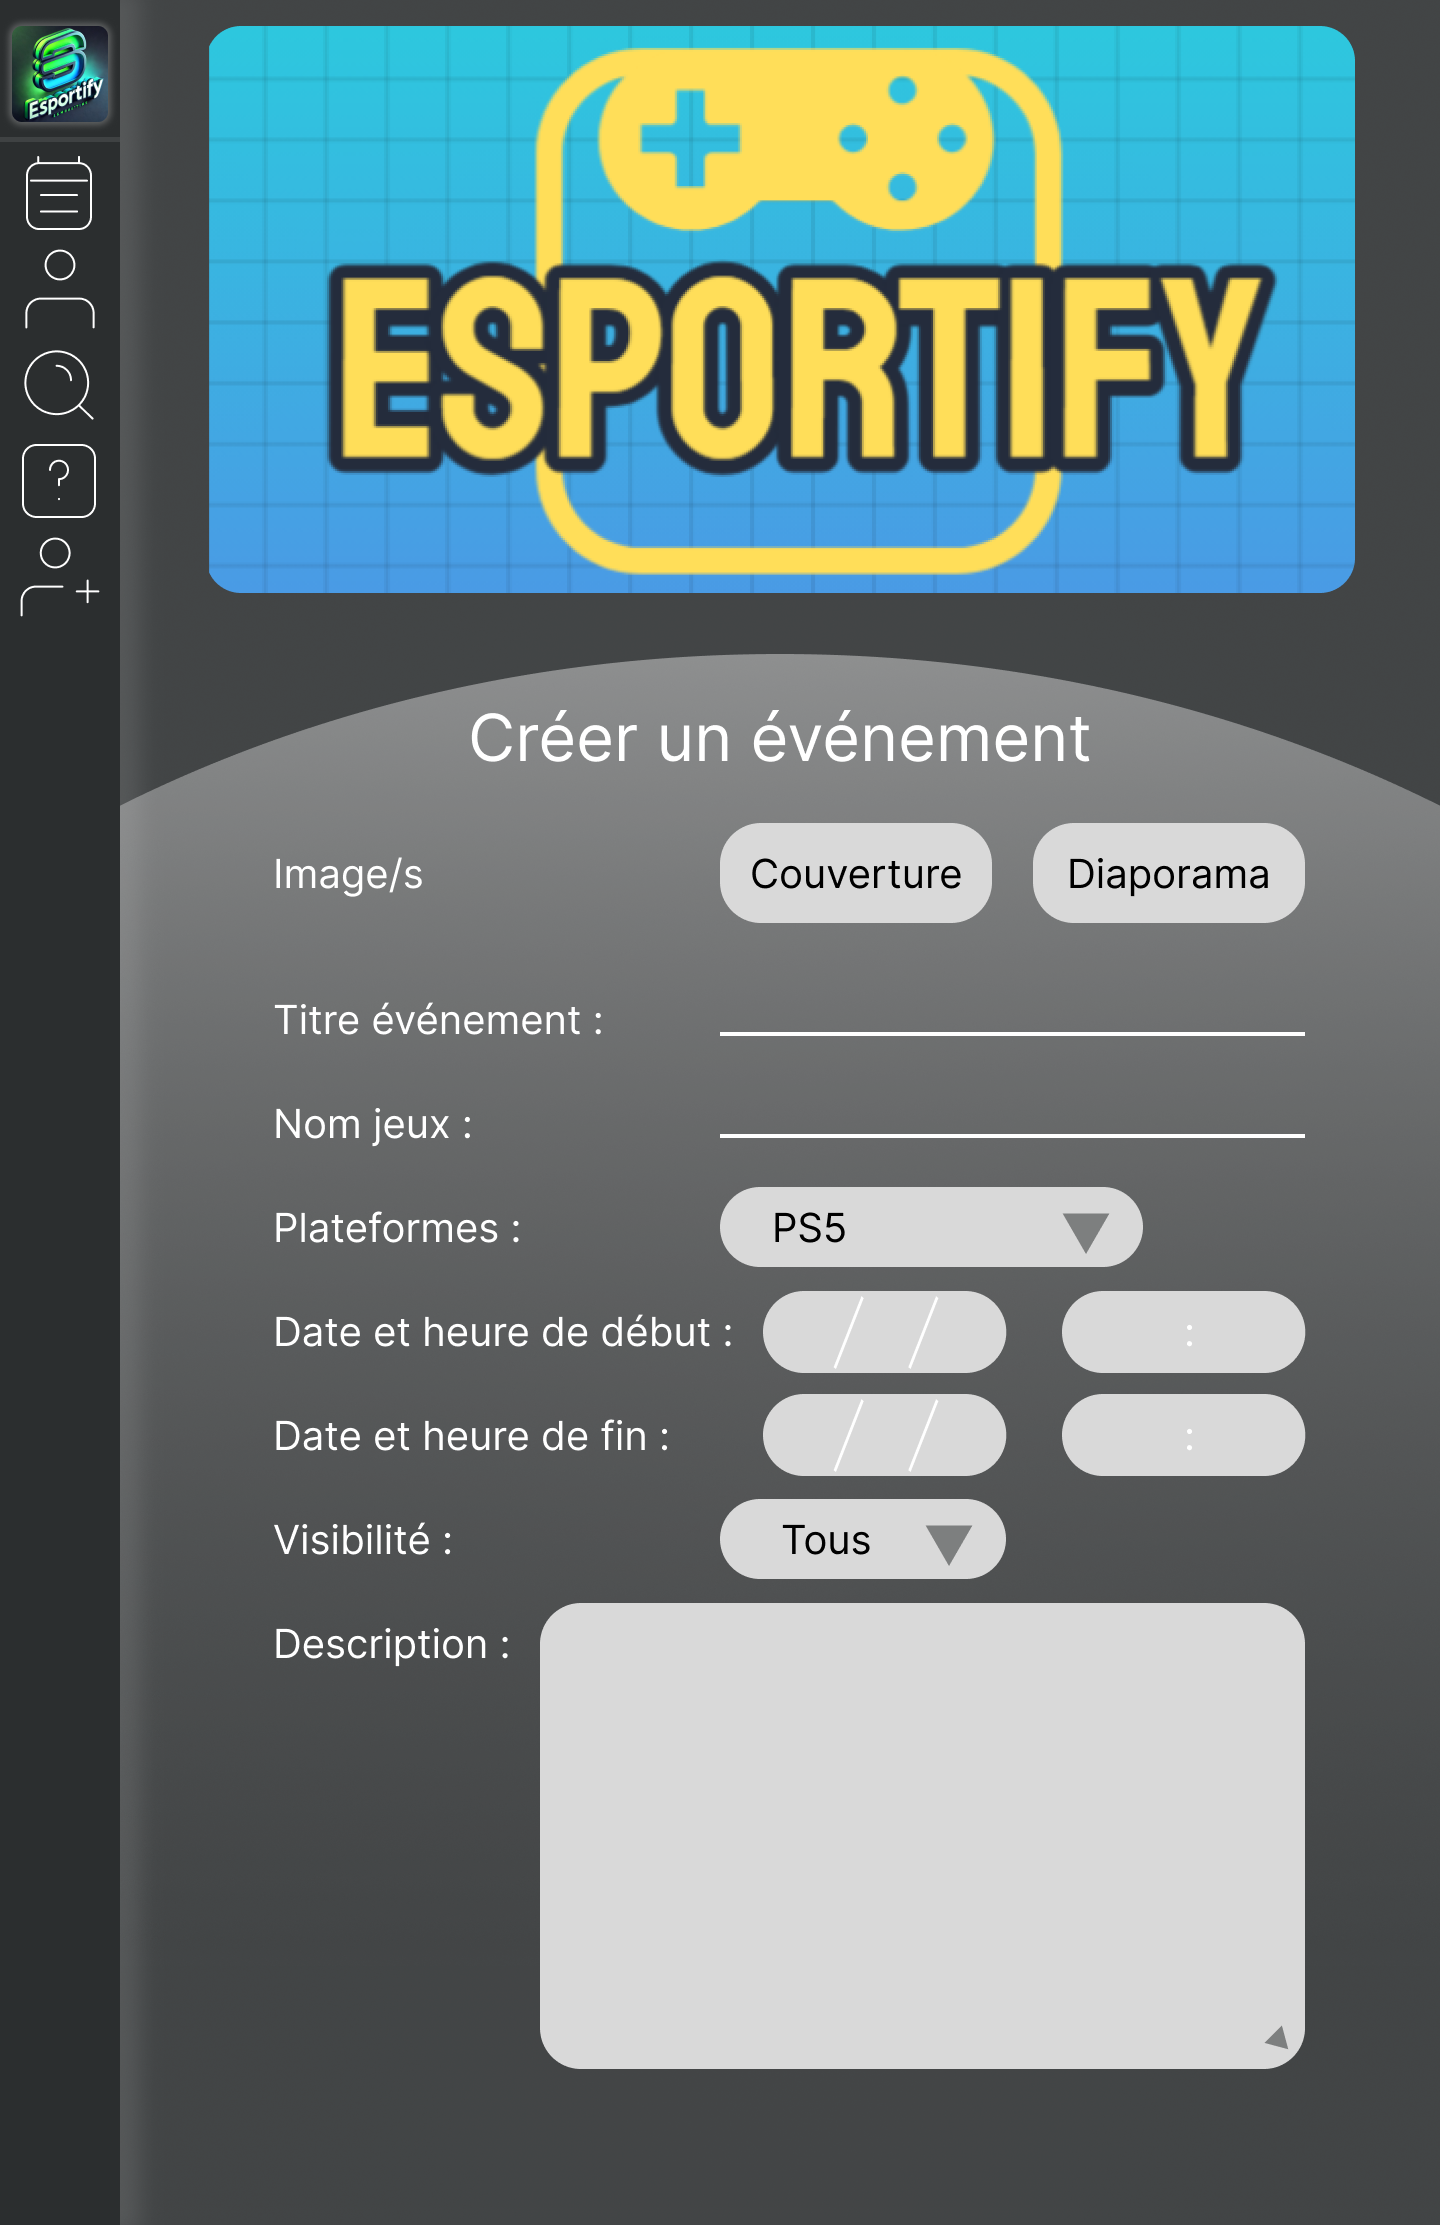 Esportify
ESPORTIFY
Créer un événement
Image/s
Couverture
Diaporama
Titre événement :
Nom jeux :
Plateformes :
PS5
Date et heure de début :
/ /
:
Date et heure de fin :
/ /
:
Visibilité :
Tous
Description :